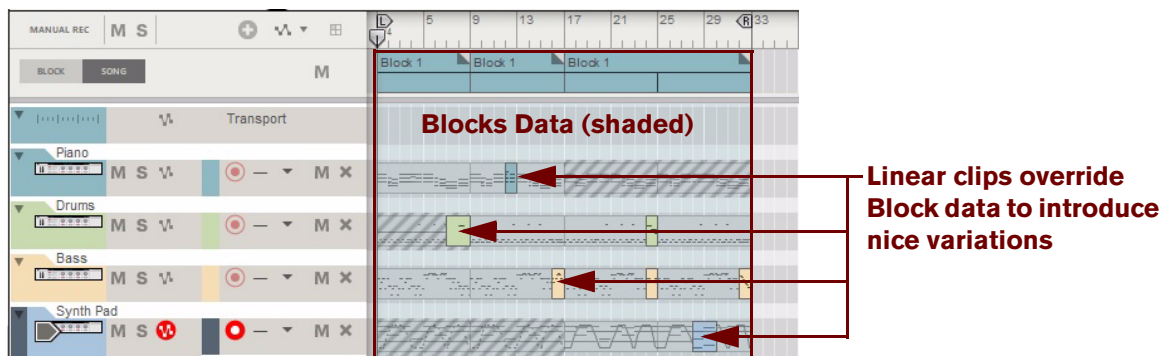 MANUAL REC M S
L 5 9 13 17 21 25 29 R 33
4
BLOCK SONG M
Block 1 Block 1 Block 1
Transport
Blocks Data (shaded)
Piano
M S M
Drums
M S M
Bass
M S M
Synth Pad
M S M
Linear clips override
Block data to introduce
nice variations